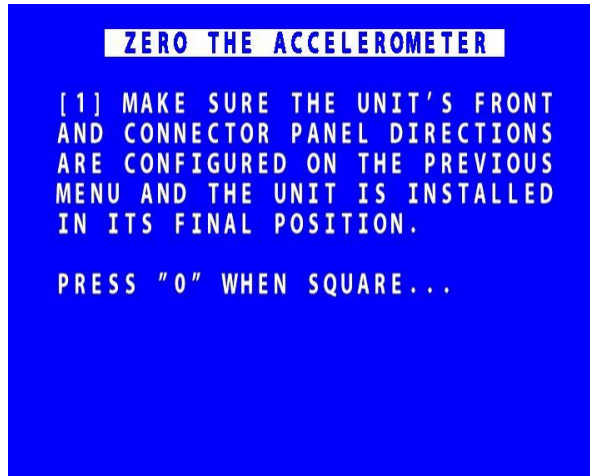 ZERO THE ACCELEROMETER
[1] MAKE SURE THE UNIT'S FRONT
AND CONNECTOR PANEL DIRECTIONS
ARE CONFIGURED ON THE PREVIOUS
MENU AND THE UNIT IS INSTALLED
IN ITS FINAL POSITION.
PRESS "0" WHEN SQUARE...